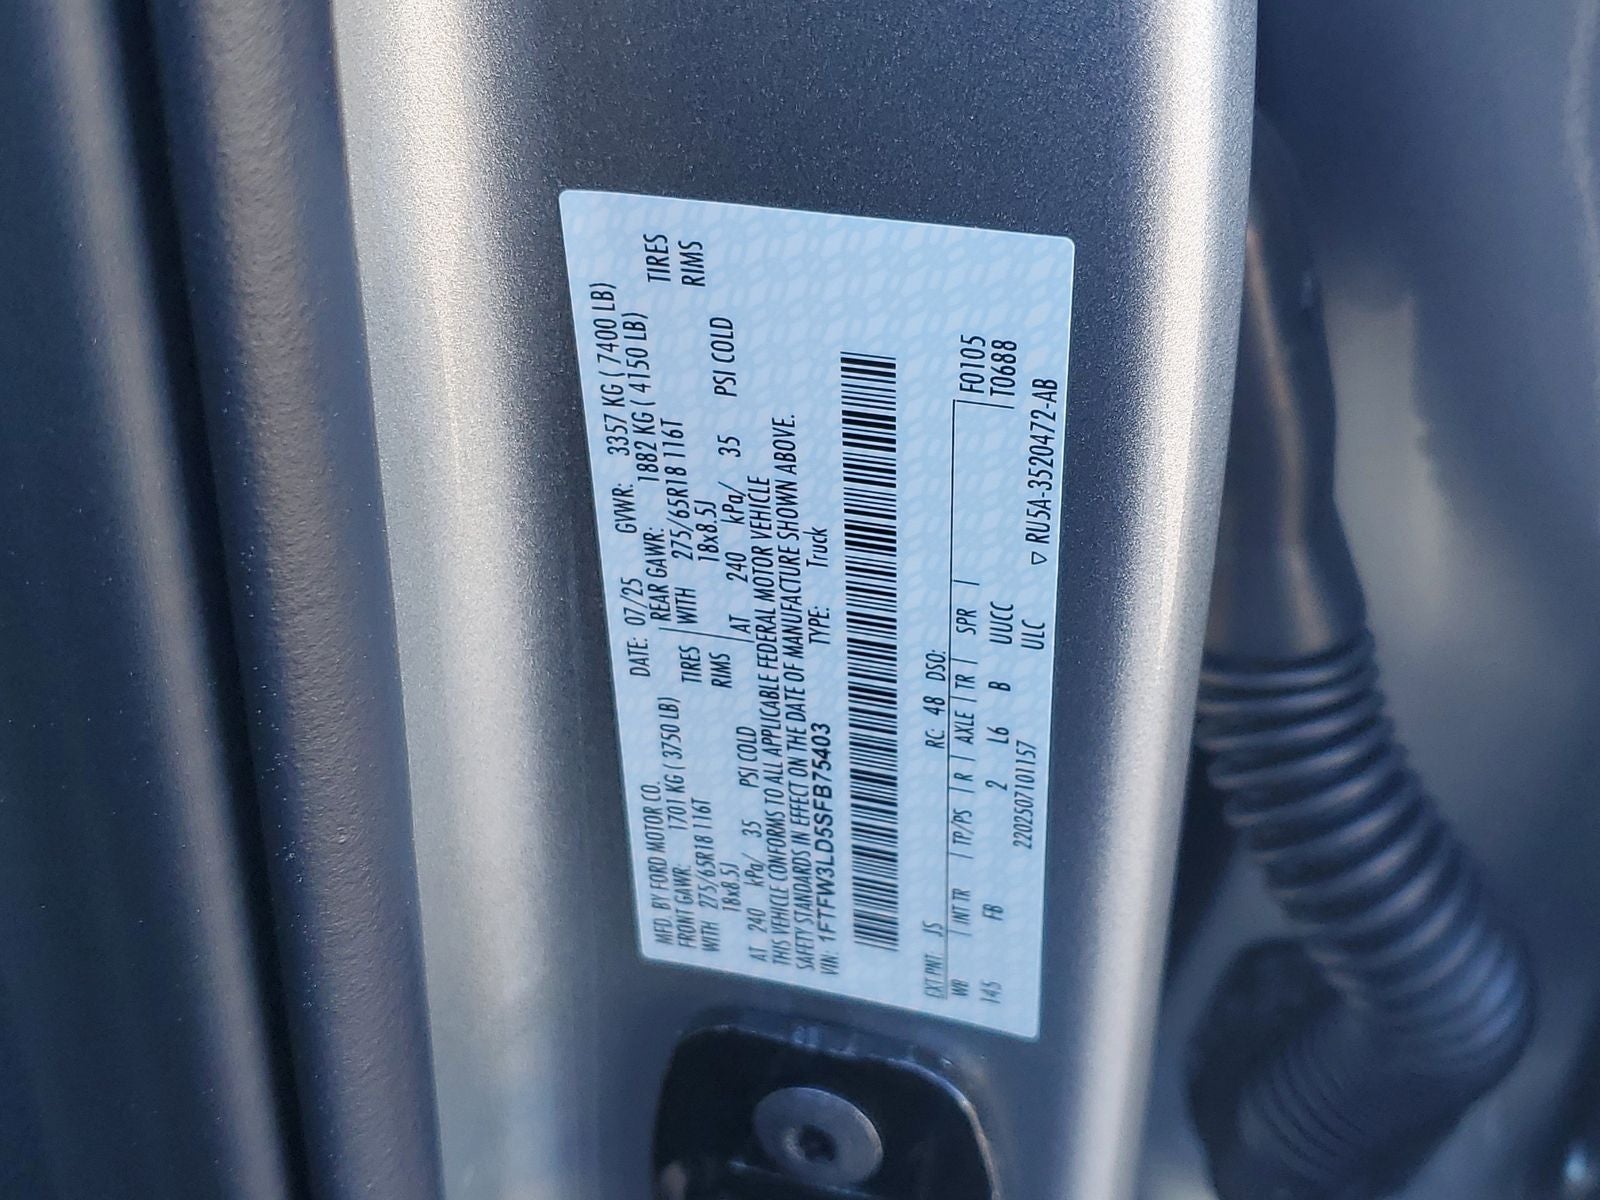 MFD. BY FORD MOTOR CO. DATE: 07/25 GVWR: 3357 KG ( 7400 LB)
FRONT GAWR: 1701 KG ( 3750 LB) REAR GAWR: 1882 KG ( 4150 LB)
WITH 275/65R18 116T TIRES WITH 275/65R18 116T TIRES
18x8.5J RIMS 18x8.5J RIMS
AT 240 kPa/ 35 PSI COLD AT 240 kPa/ 35 PSI COLD
THIS VEHICLE CONFORMS TO ALL APPLICABLE FEDERAL MOTOR VEHICLE
SAFETY STANDARDS IN EFFECT ON THE DATE OF MANUFACTURE SHOWN ABOVE.
VIN: 1FTFW3LD5SFB75403 TYPE: Truck
EXT PNT: JS RC: 48 DSO:
WB | INT TR | TP/PS | R | AXLE | TR | SPR | F0105
145 FB 2 L6 B UUCC T0688
2202507101157 ULC ▽ RU5A-3520472-AB